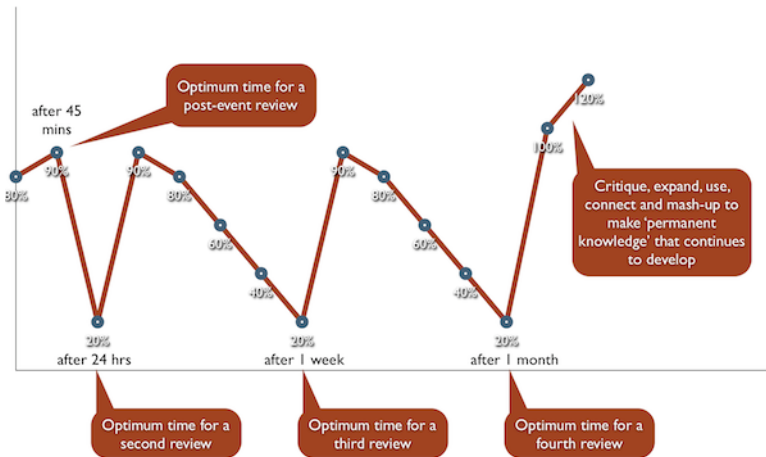 Optimum time for a
post-event review
after 45
mins
80%
90%
20%
90%
80%
60%
40%
20%
90%
80%
60%
40%
20%
100%
120%
Critique, expand, use,
connect and mash-up to
make ‘permanent
knowledge’ that continues
to develop
after 24 hrs
after 1 week
after 1 month
Optimum time for a
second review
Optimum time for a
third review
Optimum time for a
fourth review